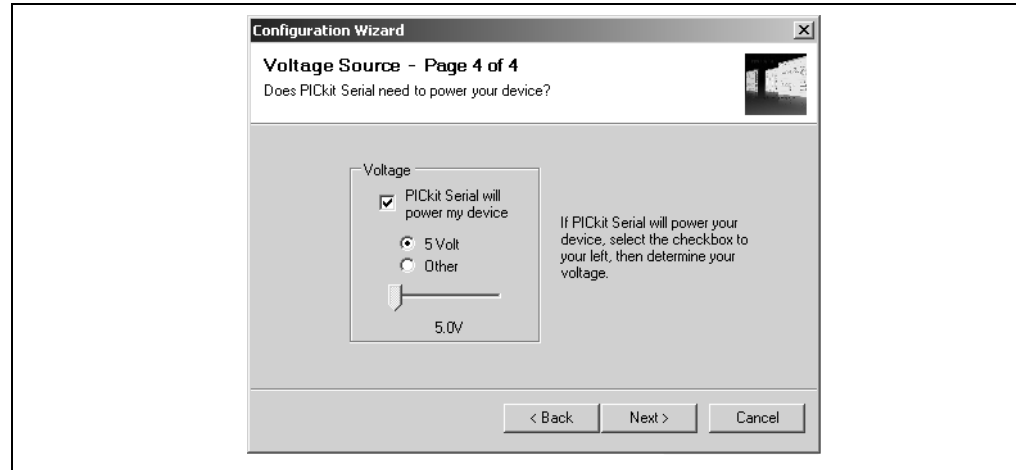 Configuration Wizard
Voltage Source - Page 4 of 4
Does PICkit Serial need to power your device?
Voltage
PICkit Serial will
power my device
5 Volt
Other
5.0V
If PICkit Serial will power your
device, select the checkbox to
your left, then determine your
voltage.
< Back
Next >
Cancel